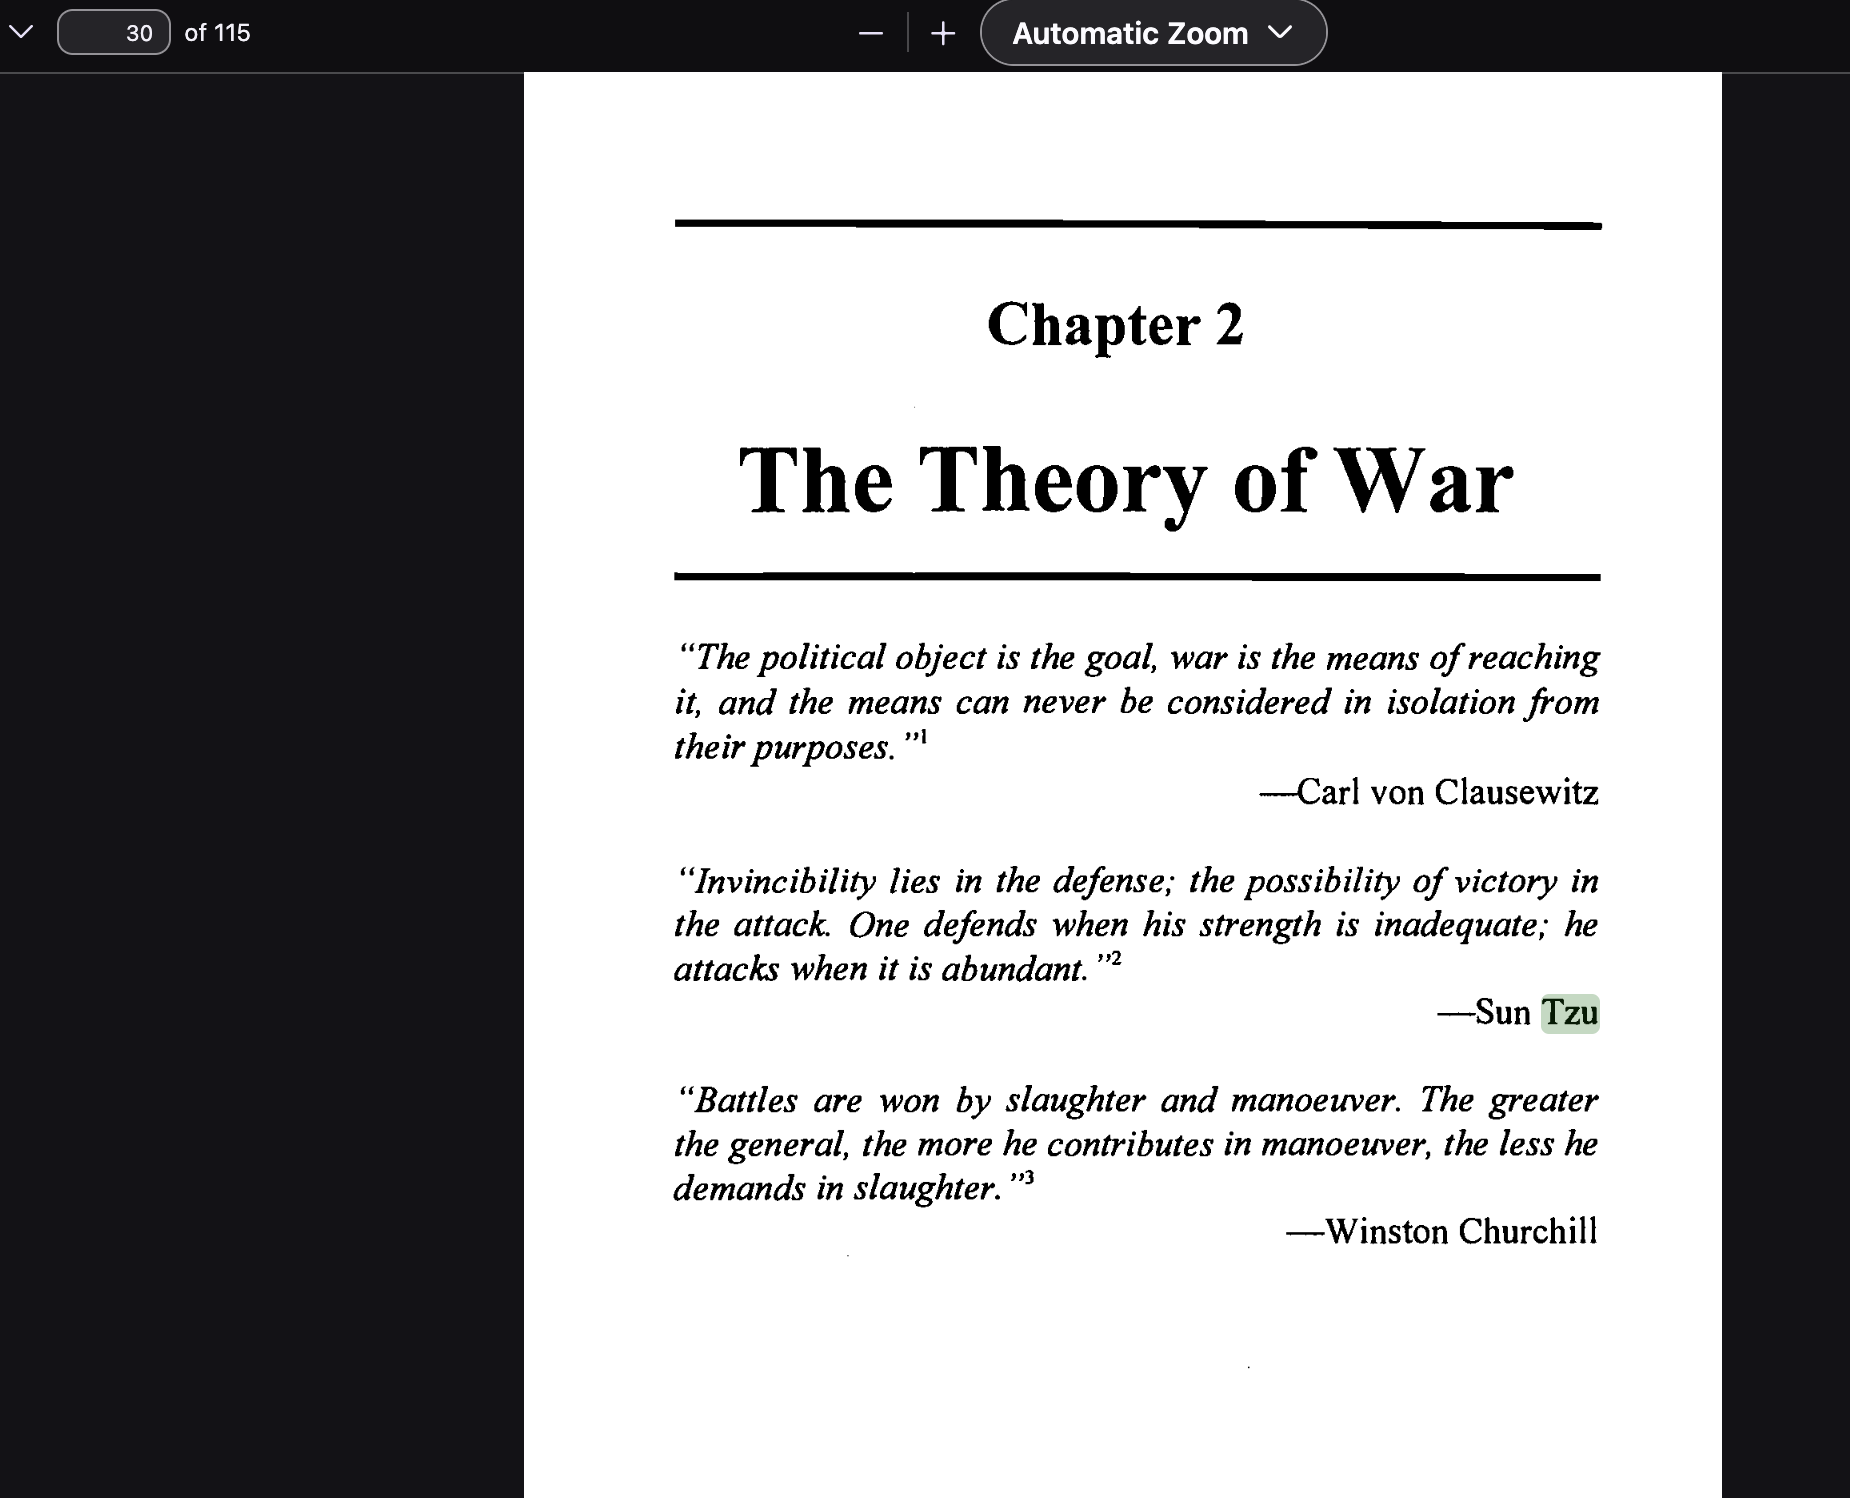 30 of 115
Automatic Zoom
Chapter 2
The Theory of War
“The political object is the goal, war is the means of reaching
it, and the means can never be considered in isolation from
their purposes.”1
—Carl von Clausewitz
“Invincibility lies in the defense; the possibility of victory in
the attack. One defends when his strength is inadequate; he
attacks when it is abundant.”2
—Sun Tzu
“Battles are won by slaughter and manoeuver. The greater
the general, the more he contributes in manoeuver, the less he
demands in slaughter.”3
—Winston Churchill